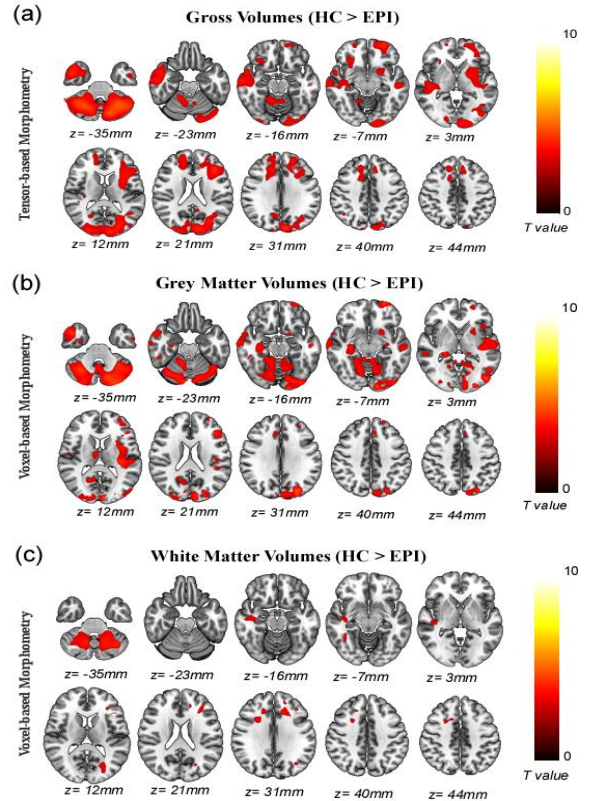 (a)
Gross Volumes (HC > EPI)
Tensor-based Morphometry
z= -35mm z= -23mm z= -16mm z= -7mm z= 3mm
z= 12mm z= 21mm z= 31mm z= 40mm z= 44mm
10
0
T value
(b)
Grey Matter Volumes (HC > EPI)
Voxel-based Morphometry
z= -35mm z= -23mm z= -16mm z= -7mm z= 3mm
z= 12mm z= 21mm z= 31mm z= 40mm z= 44mm
10
0
T value
(c)
White Matter Volumes (HC > EPI)
Voxel-based Morphometry
z= -35mm z= -23mm z= -16mm z= -7mm z= 3mm
z= 12mm z= 21mm z= 31mm z= 40mm z= 44mm
10
0
T value